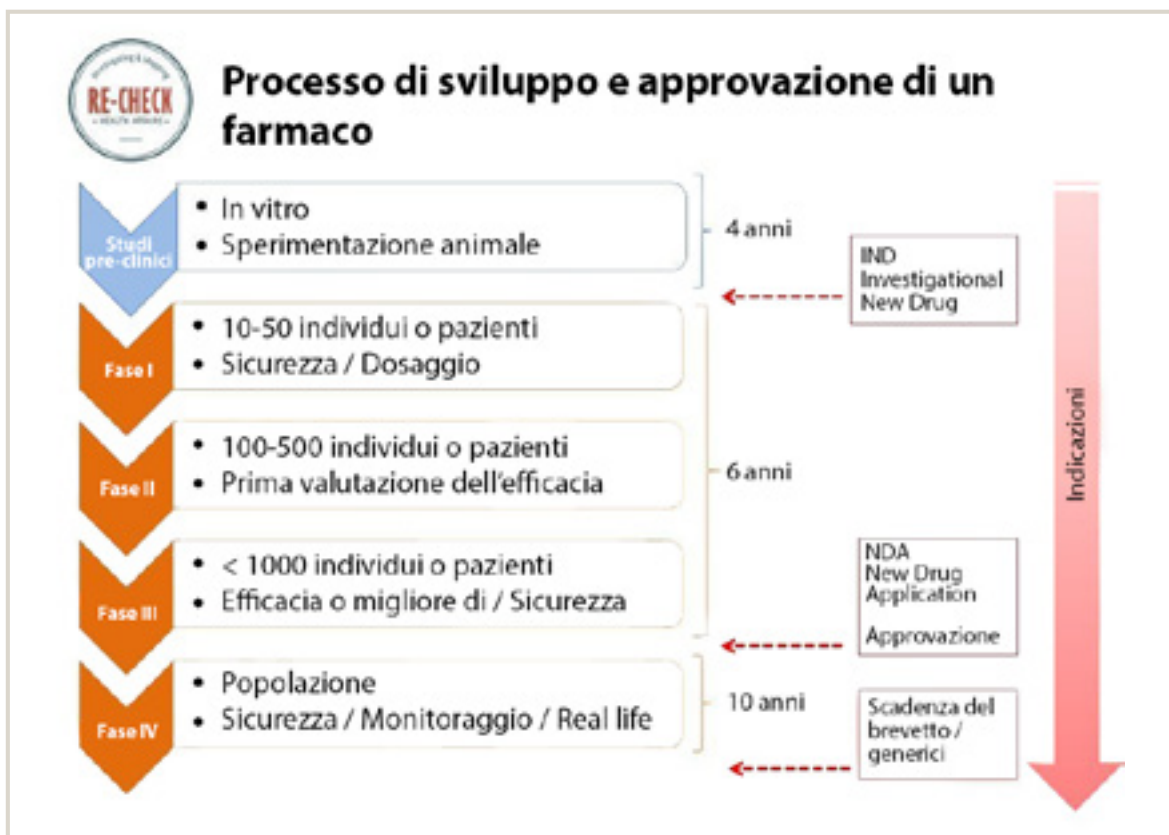 RE-CHECK
HEALTH AFFAIRS
Processo di sviluppo e approvazione di un
farmaco
Studi
pre-clinici
• In vitro
• Sperimentazione animale
4 anni
IND
Investigational
New Drug
Fase I
• 10-50 individui o pazienti
• Sicurezza / Dosaggio
Fase II
• 100-500 individui o pazienti
• Prima valutazione dell'efficacia
6 anni
Indicazioni
Fase III
• < 1000 individui o pazienti
• Efficacia o migliore di / Sicurezza
NDA
New Drug
Application
Approvazione
Fase IV
• Popolazione
• Sicurezza / Monitoraggio / Real life
10 anni
Scadenza del
brevetto /
generici